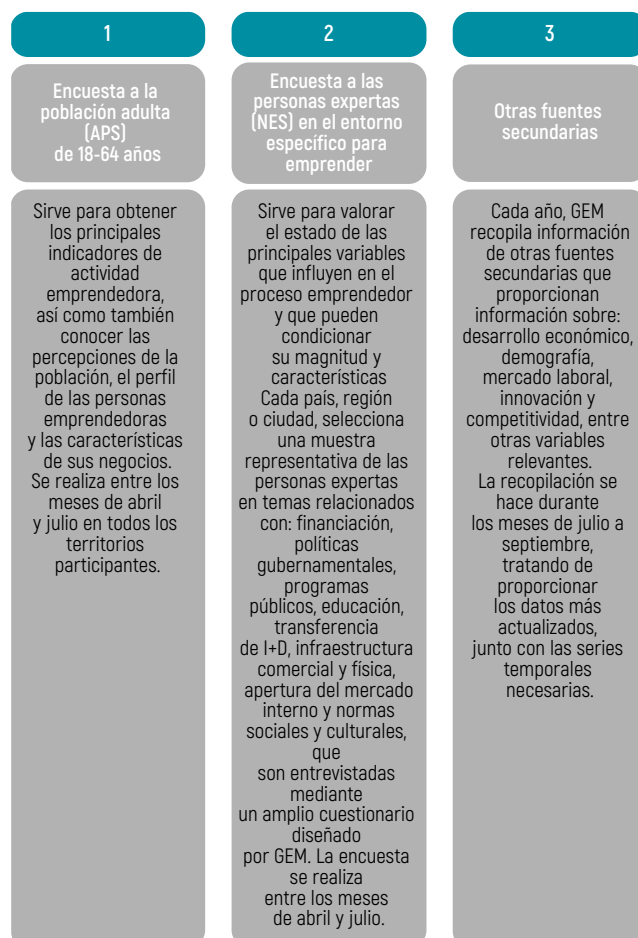 1
Encuesta a la
población adulta
(APS)
de 18-64 años
Sirve para obtener
los principales
indicadores de
actividad
emprendedora,
así como también
conocer las
percepciones de la
población, el perfil
de las personas
emprendedoras
y las características
de sus negocios.
Se realiza entre los
meses de abril
y julio en todos los
territorios
participantes.
2
Encuesta a las
personas expertas
(NES) en el entorno
específico para
emprender
Sirve para valorar
el estado de las
principales variables
que influyen en el
proceso emprendedor
y que pueden
condicionar
su magnitud y
características
Cada país, región
o ciudad, selecciona
una muestra
representativa de las
personas expertas
en temas relacionados
con: financiación,
políticas
gubernamentales,
programas
públicos, educación,
transferencia
de I+D, infraestructura
comercial y física,
apertura del mercado
interno y normas
sociales y culturales,
que
son entrevistadas
mediante
un amplio cuestionario
diseñado
por GEM. La encuesta
se realiza
entre los meses
de abril y julio.
3
Otras fuentes
secundarias
Cada año, GEM
recopila información
de otras fuentes
secundarias que
proporcionan
información sobre:
desarrollo económico,
demografía,
mercado laboral,
innovación y
competitividad, entre
otras variables
relevantes.
La recopilación se
hace durante
los meses de julio a
septiembre,
tratando de
proporcionar
los datos más
actualizados,
junto con las series
temporales
necesarias.